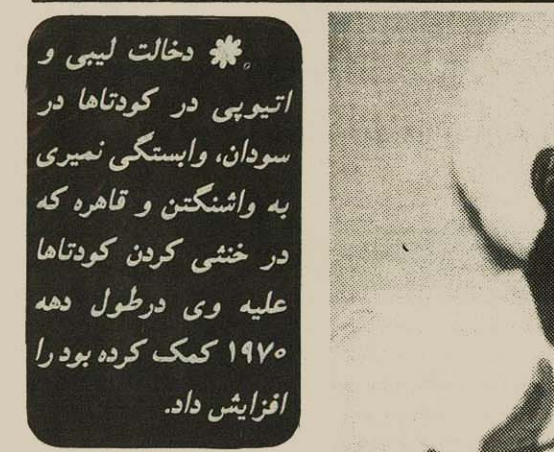 دخالت لیبی و
اتیوپی در کودتاها در
سودان، وابستگی نمیری
به واشنگتن و قاهره که
در خنثی کردن کودتاها
علیه وی درطول دهه
۱۹۷۰ کمک کرده بود را
افزایش داد.